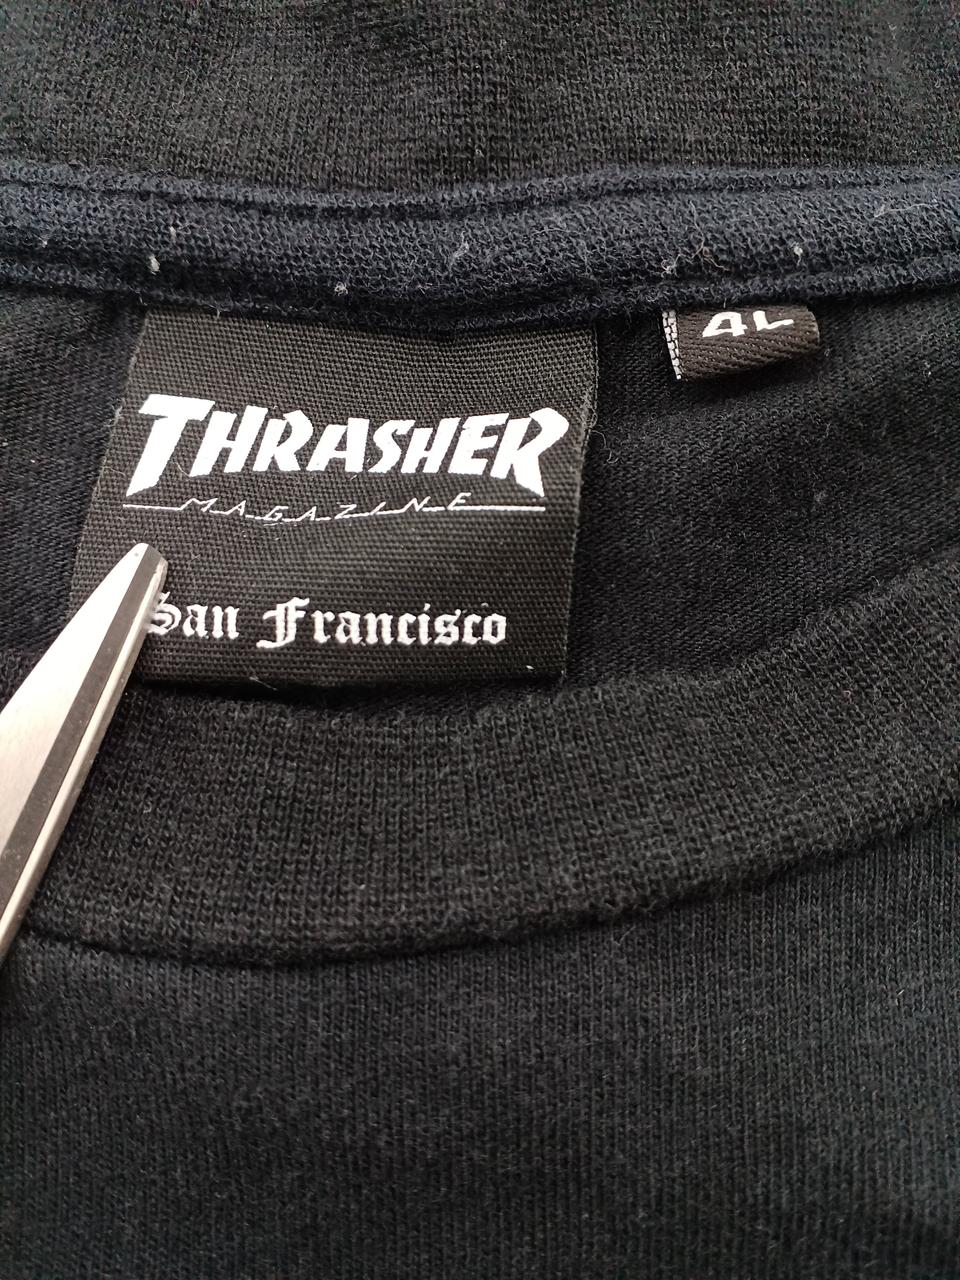 THRASHER
MAGAZINE
San Francisco
4L